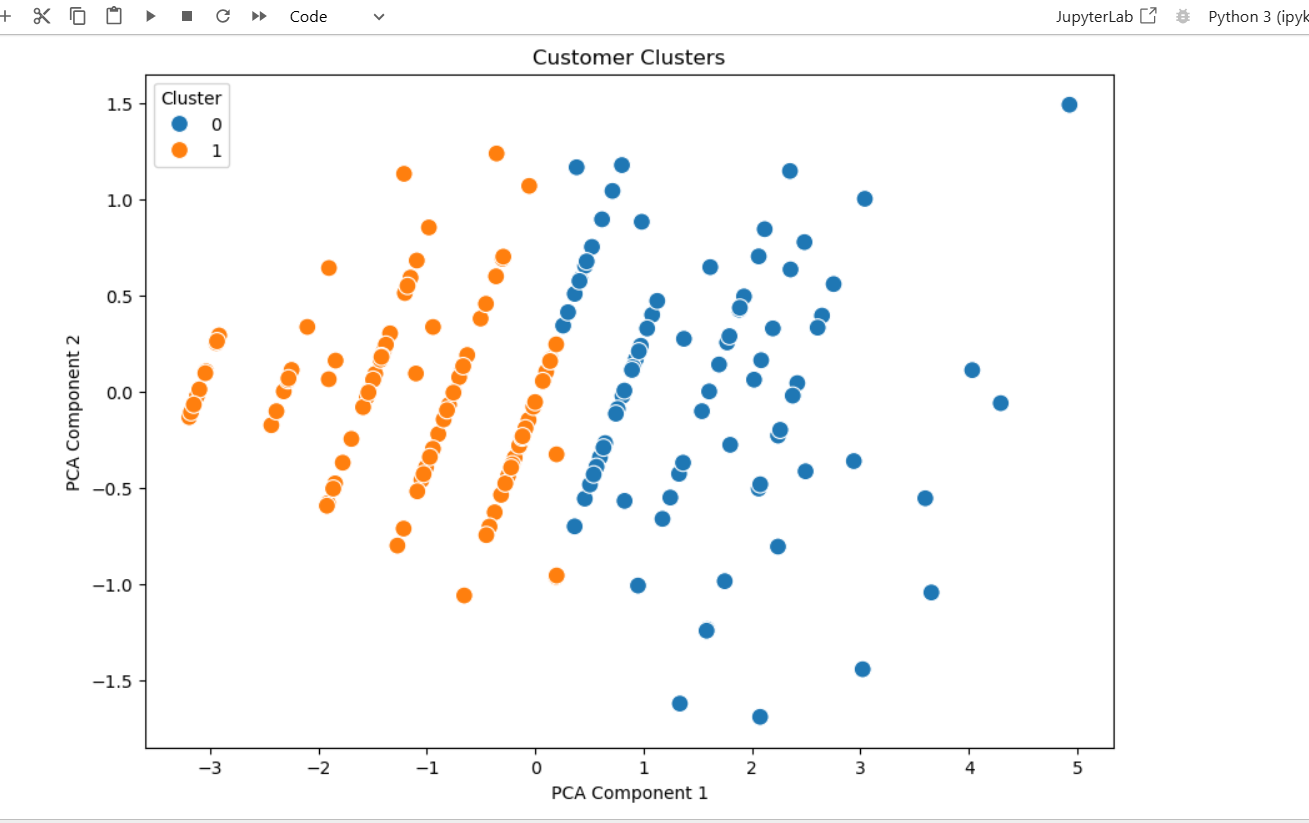 Code
JupyterLab
Python 3 (ipyk
Customer Clusters
Cluster
0
1
1.5
1.0
0.5
0.0
−0.5
−1.0
−1.5
PCA Component 2
−3 −2 −1 0 1 2 3 4 5
PCA Component 1